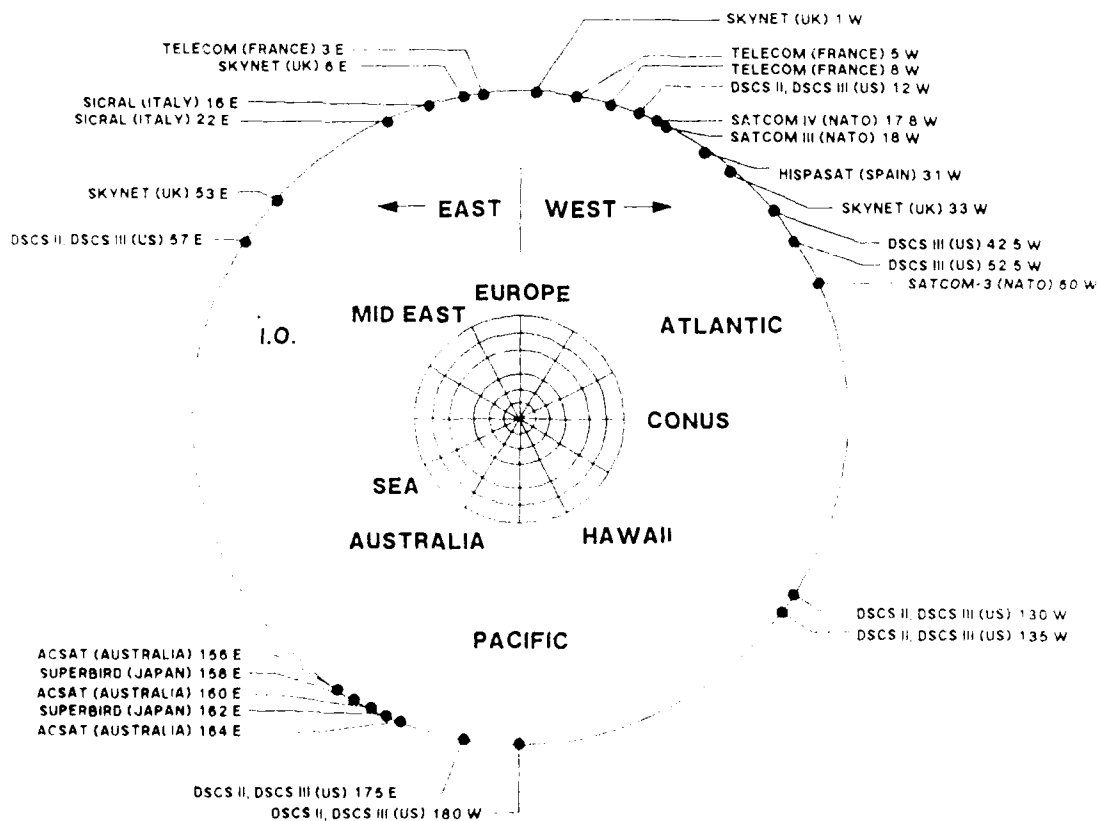 SKYNET (UK) 1 W
TELECOM (FRANCE) 3 E
SKYNET (UK) 6 E
TELECOM (FRANCE) 5 W
TELECOM (FRANCE) 8 W
DSCS II, DSCS III (US) 12 W
SICRAL (ITALY) 16 E
SICRAL (ITALY) 22 E
SATCOM IV (NATO) 17 8 W
SATCOM III (NATO) 18 W
HISPASAT (SPAIN) 31 W
SKYNET (UK) 53 E
SKYNET (UK) 33 W
EAST WEST
DSCS II, DSCS III (US) 57 E
DSCS III (US) 42 5 W
DSCS III (US) 52 5 W
SATCOM-3 (NATO) 60 W
EUROPE
MID EAST
ATLANTIC
I.O.
CONUS
SEA
AUSTRALIA
HAWAII
DSCS II, DSCS III (US) 130 W
DSCS II, DSCS III (US) 135 W
PACIFIC
ACSAT (AUSTRALIA) 156 E
SUPERBIRD (JAPAN) 158 E
ACSAT (AUSTRALIA) 160 E
SUPERBIRD (JAPAN) 162 E
ACSAT (AUSTRALIA) 164 E
DSCS II, DSCS III (US) 175 E
DSCS II, DSCS III (US) 180 W